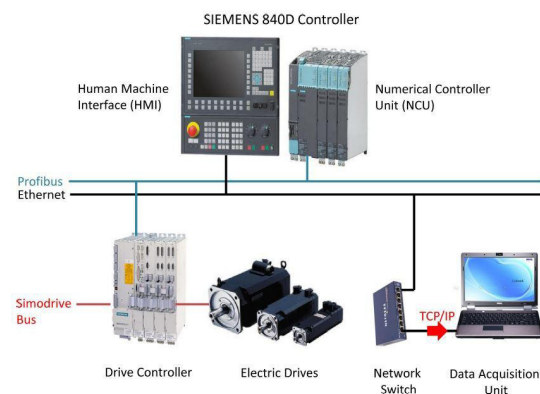 SIEMENS 840D Controller
Human Machine
Interface (HMI)
Numerical Controller
Unit (NCU)
Profibus
Ethernet
Simodrive
Bus
TCP/IP
Drive Controller
Electric Drives
Network
Switch
Data Acquisition
Unit